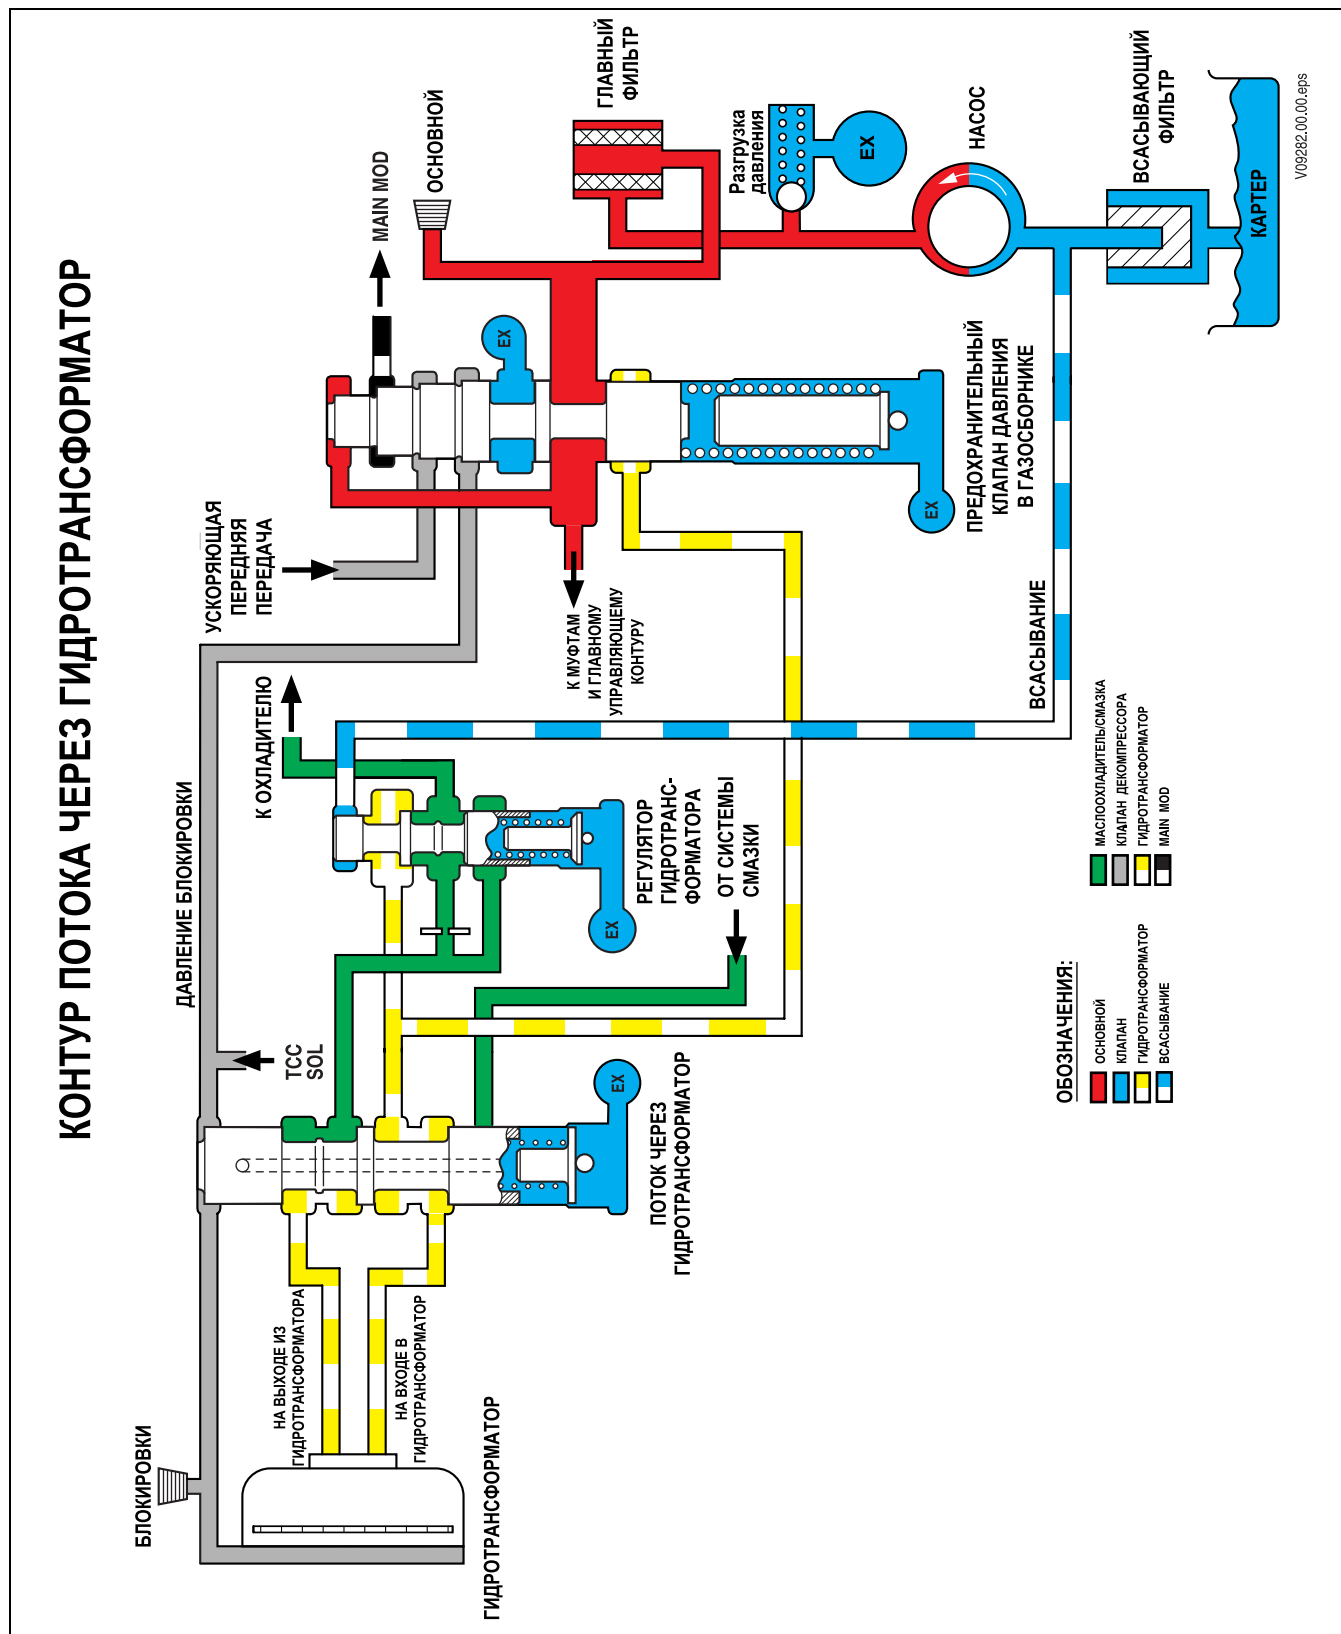 КОНТУР ПОТОКА ЧЕРЕЗ ГИДРОТРАНСФОРМАТОР
БЛОКИРОВКИ
ДАВЛЕНИЕ БЛОКИРОВКИ
TCC
SOL
УСКОРЯЮЩАЯ
ПЕРЕДНЯЯ
ПЕРЕДАЧА
К ОХЛАДИТЕЛЮ
MAIN MOD
ОСНОВНОЙ
ГЛАВНЫЙ
ФИЛЬТР
Разгрузка
давления
EX
НАСОС
ВСАСЫВАЮЩИЙ
ФИЛЬТР
КАРТЕР
EX
EX
ПРЕДОХРАНИТЕЛЬНЫЙ
КЛАПАН ДАВЛЕНИЯ
В ГАЗОСБОРНИКЕ
К МУФТАМ
И ГЛАВНОМУ
УПРАВЛЯЮЩЕМУ
КОНТУРУ
ВСАСЫВАНИЕ
EX
РЕГУЛЯТОР
ГИДРОТРАНС-
ФОРМАТОРА
ОТ СИСТЕМЫ
СМАЗКИ
EX
ПОТОК ЧЕРЕЗ
ГИДРОТРАНСФОРМАТОР
НА ВЫХОДЕ ИЗ
ГИДРОТРАНСФОРМАТОРА
НА ВХОДЕ В
ГИДРОТРАНСФОРМАТОР
ГИДРОТРАНСФОРМАТОР
ОБОЗНАЧЕНИЯ:
ОСНОВНОЙ
КЛАПАН
ГИДРОТРАНСФОРМАТОР
ВСАСЫВАНИЕ
МАСЛООХЛАДИТЕЛЬ/СМАЗКА
КЛАПАН ДЕКОМПРЕССОРА
ГИДРОТРАНСФОРМАТОР
MAIN MOD
V09282.00.00.eps